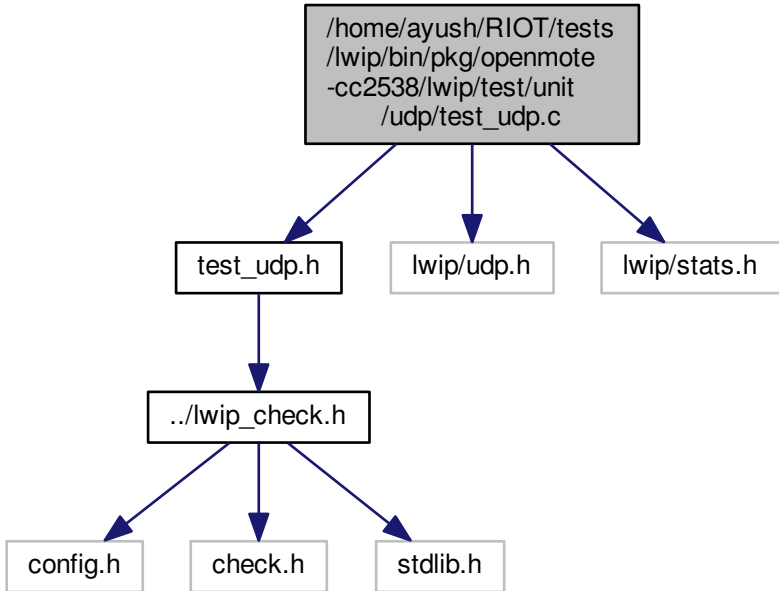 /home/ayush/RIOT/tests
/lwip/bin/pkg/openmote
-cc2538/lwip/test/unit
/udp/test_udp.c
test_udp.h
lwip/udp.h
lwip/stats.h
../lwip_check.h
config.h
check.h
stdlib.h